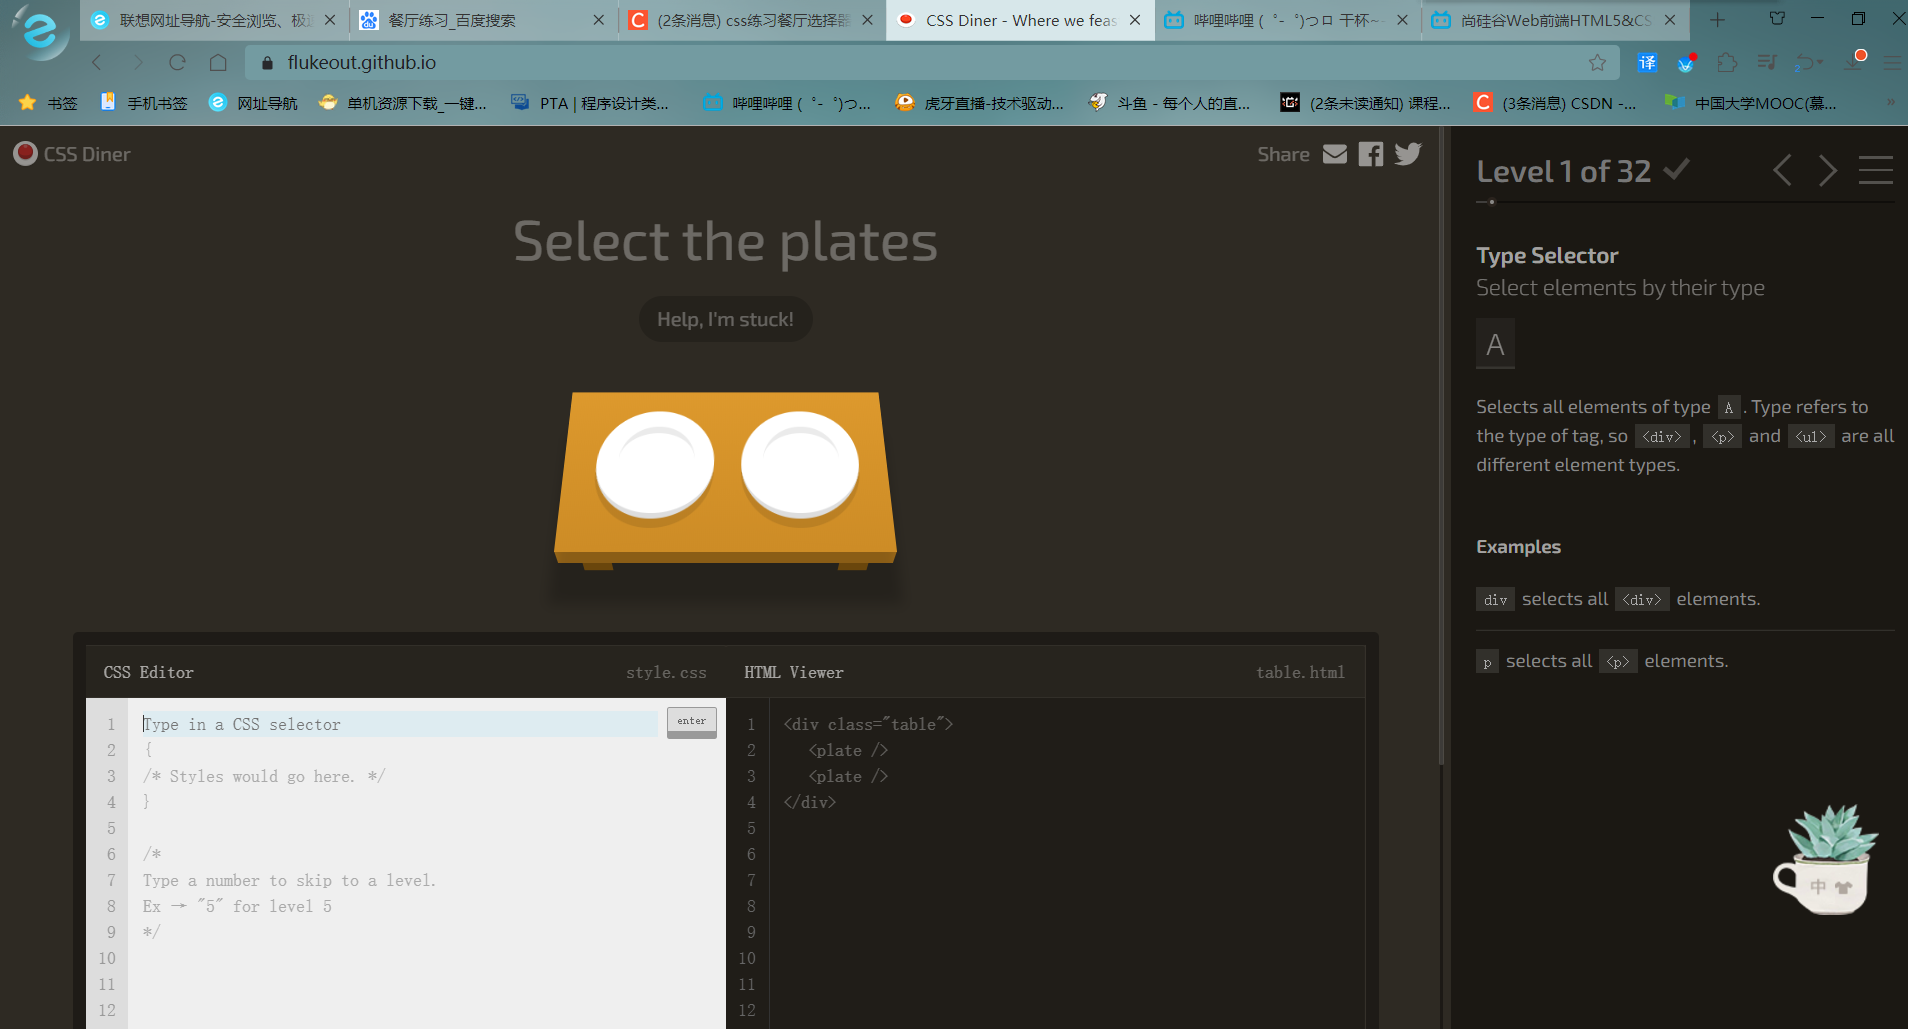 联想网址导航-安全浏览、极速
餐厅练习_百度搜索
(2条消息) css练习餐厅选择器
CSS Diner - Where we feas
哔哩哔哩 (゜-゜)つロ 干杯~-
尚硅谷Web前端HTML5&CS
flukeout.github.io
译
书签
手机书签
网址导航
单机资源下载_一键...
PTA | 程序设计类...
哔哩哔哩 (゜-゜)つ...
虎牙直播-技术驱动...
斗鱼 - 每个人的直...
(2条未读通知) 课程...
(3条消息) CSDN -...
中国大学MOOC(慕...
CSS Diner
Share
Select the plates
Help, I'm stuck!
CSS Editor
style.css
HTML Viewer
table.html
1 Type in a CSS selector
enter
2 {
3 /* Styles would go here. */
4 }
5
6 /*
7 Type a number to skip to a level.
8 Ex → "5" for level 5
9 */
10
11
12
1 <div class="table">
2 <plate />
3 <plate />
4 </div>
5
6
7
8
9
10
11
12
Level 1 of 32
Type Selector
Select elements by their type
A
Selects all elements of type A . Type refers to
the type of tag, so <div> , <p> and <ul> are all
different element types.
Examples
div selects all <div> elements.
p selects all <p> elements.
中